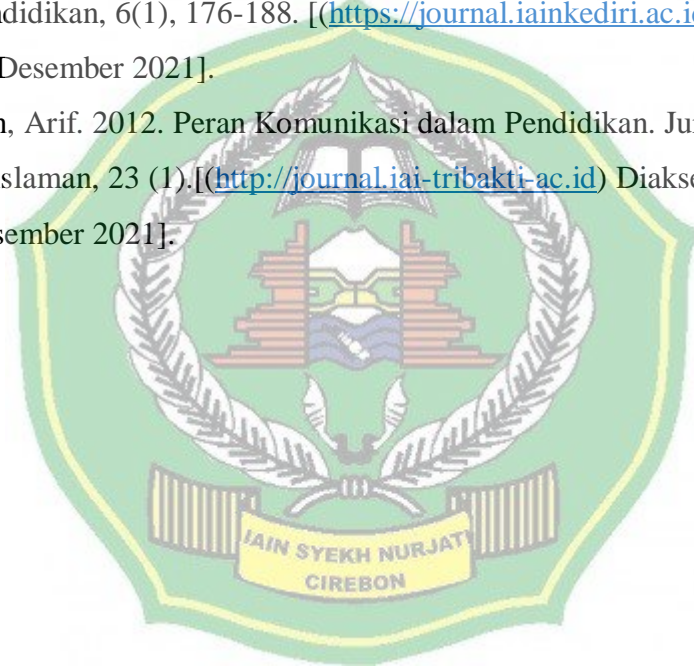 ndidikan, 6(1), 176-188. [(https://journal.iainkediri.ac.id
Desember 2021].
n, Arif. 2012. Peran Komunikasi dalam Pendidikan. Ju
slaman, 23 (1).[(http://journal.iai-tribakti-ac.id) Diakse
sember 2021].
IAIN SYEKH NURJATI
CIREBON